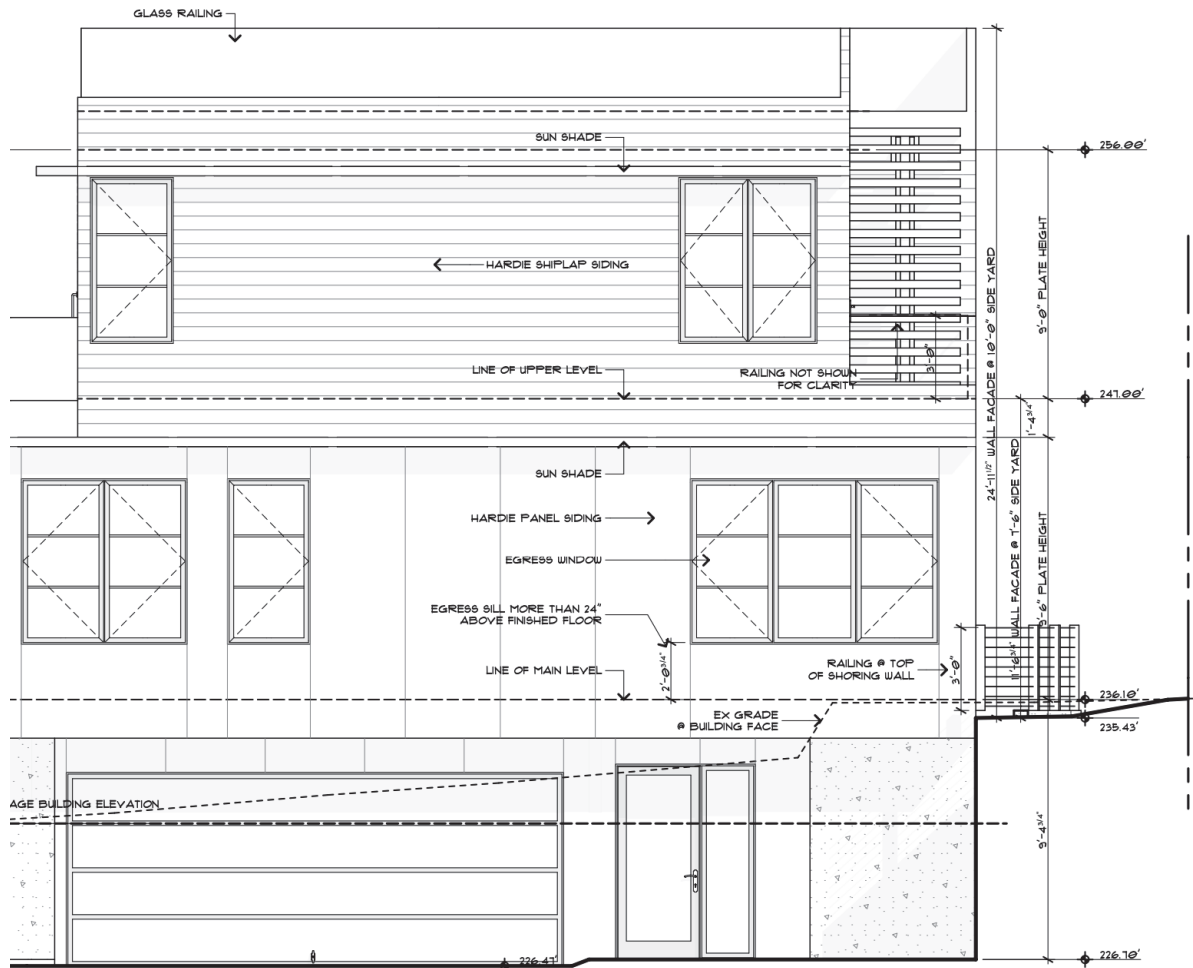 GLASS RAILING
SUN SHADE
256.00'
HARDIE SHIPLAP SIDING
24'-11 1/2" WALL FACADE @ 10'-0" SIDE YARD
9'-0" PLATE HEIGHT
LINE OF UPPER LEVEL
RAILING NOT SHOWN
FOR CLARITY
3'-0"
247.00'
1'-4 3/4"
SUN SHADE
HARDIE PANEL SIDING
EGRESS WINDOW
EGRESS SILL MORE THAN 24"
ABOVE FINISHED FLOOR
2'-0 3/4"
11'-6 3/4" WALL FACADE @ 7'-6" SIDE YARD
9'-6" PLATE HEIGHT
LINE OF MAIN LEVEL
RAILING @ TOP
OF SHORING WALL
3'-0"
236.10'
EX GRADE
@ BUILDING FACE
235.43'
AGE BULDING ELEVATION
9'-4 3/4"
226.47'
226.70'